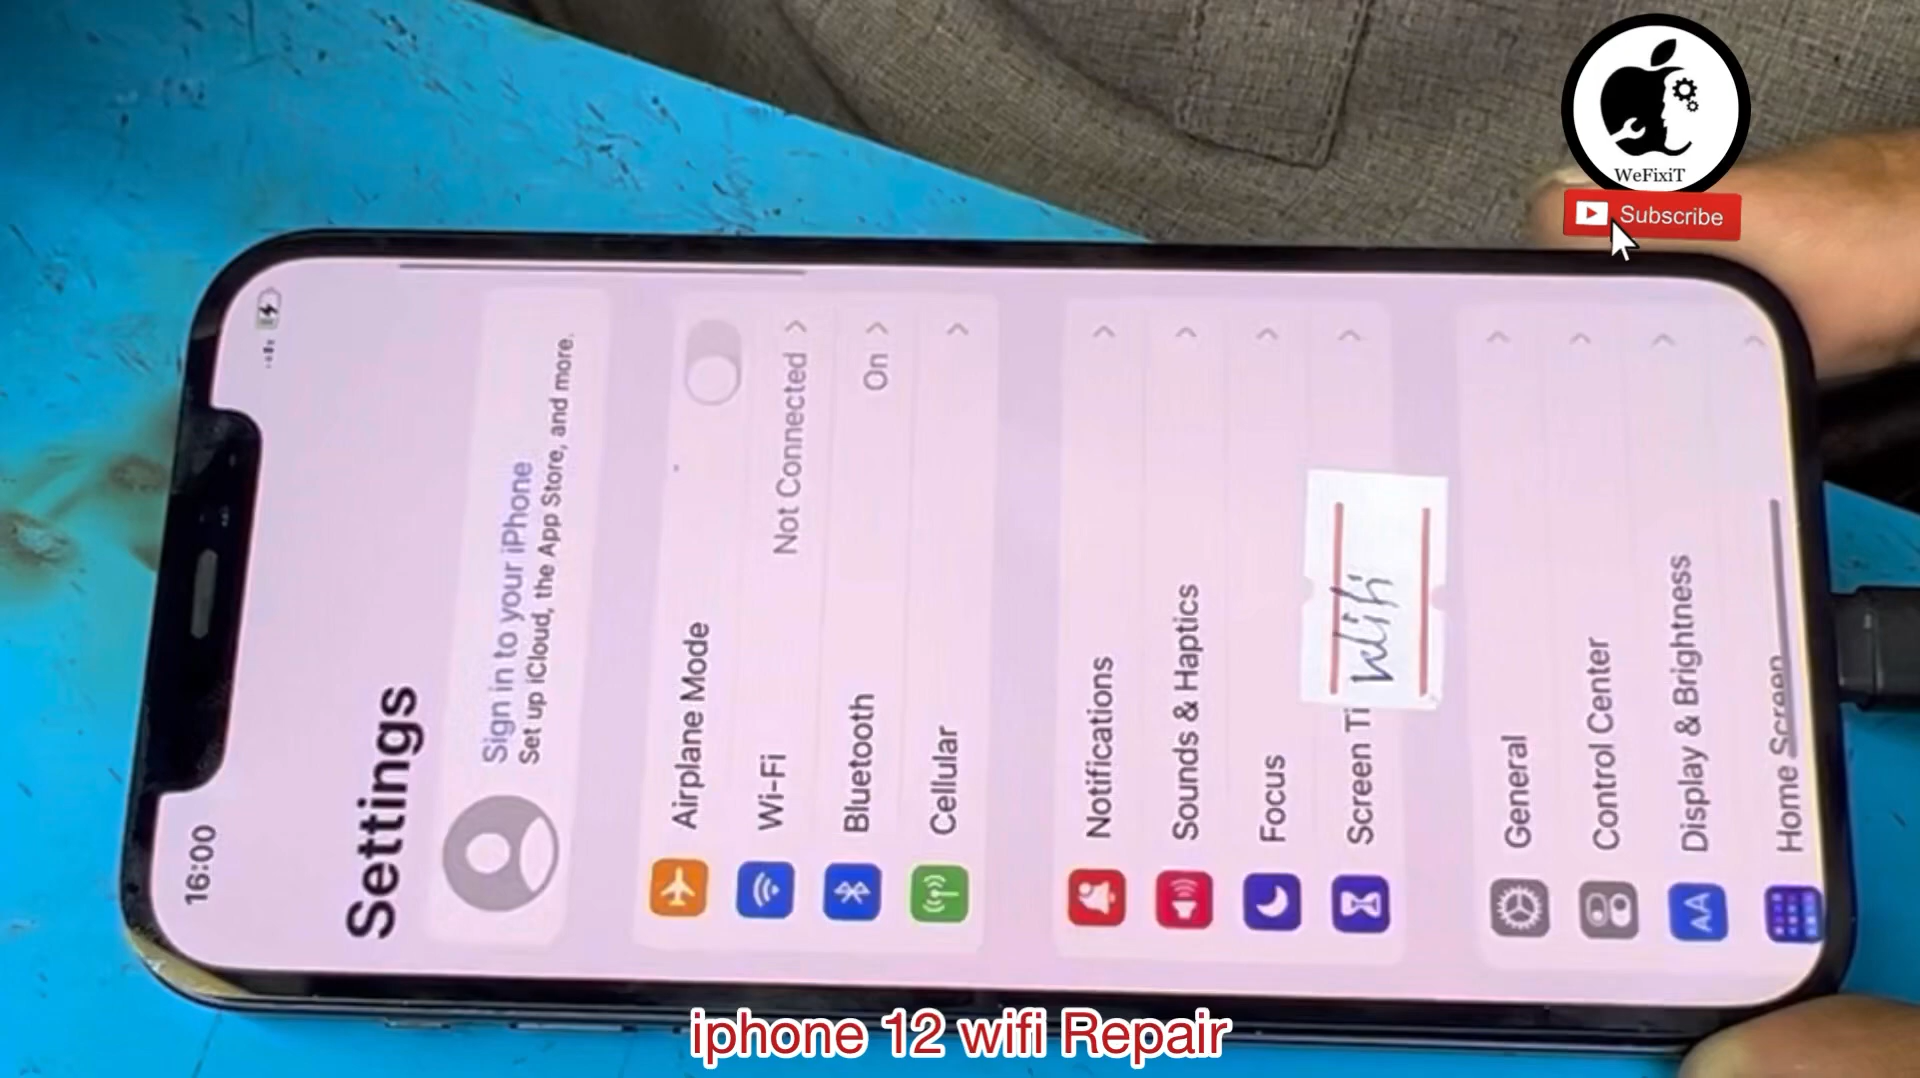 WeFixiT
Subscribe
16:00
Settings
Sign in to your iPhone
Set up iCloud, the App Store, and more.
Airplane Mode
Wi-Fi
Not Connected
Bluetooth
On
Cellular
Notifications
Sounds & Haptics
Focus
Screen Ti
General
Control Center
Display & Brightness
AA
Home Screen
iphone 12 wifi Repair